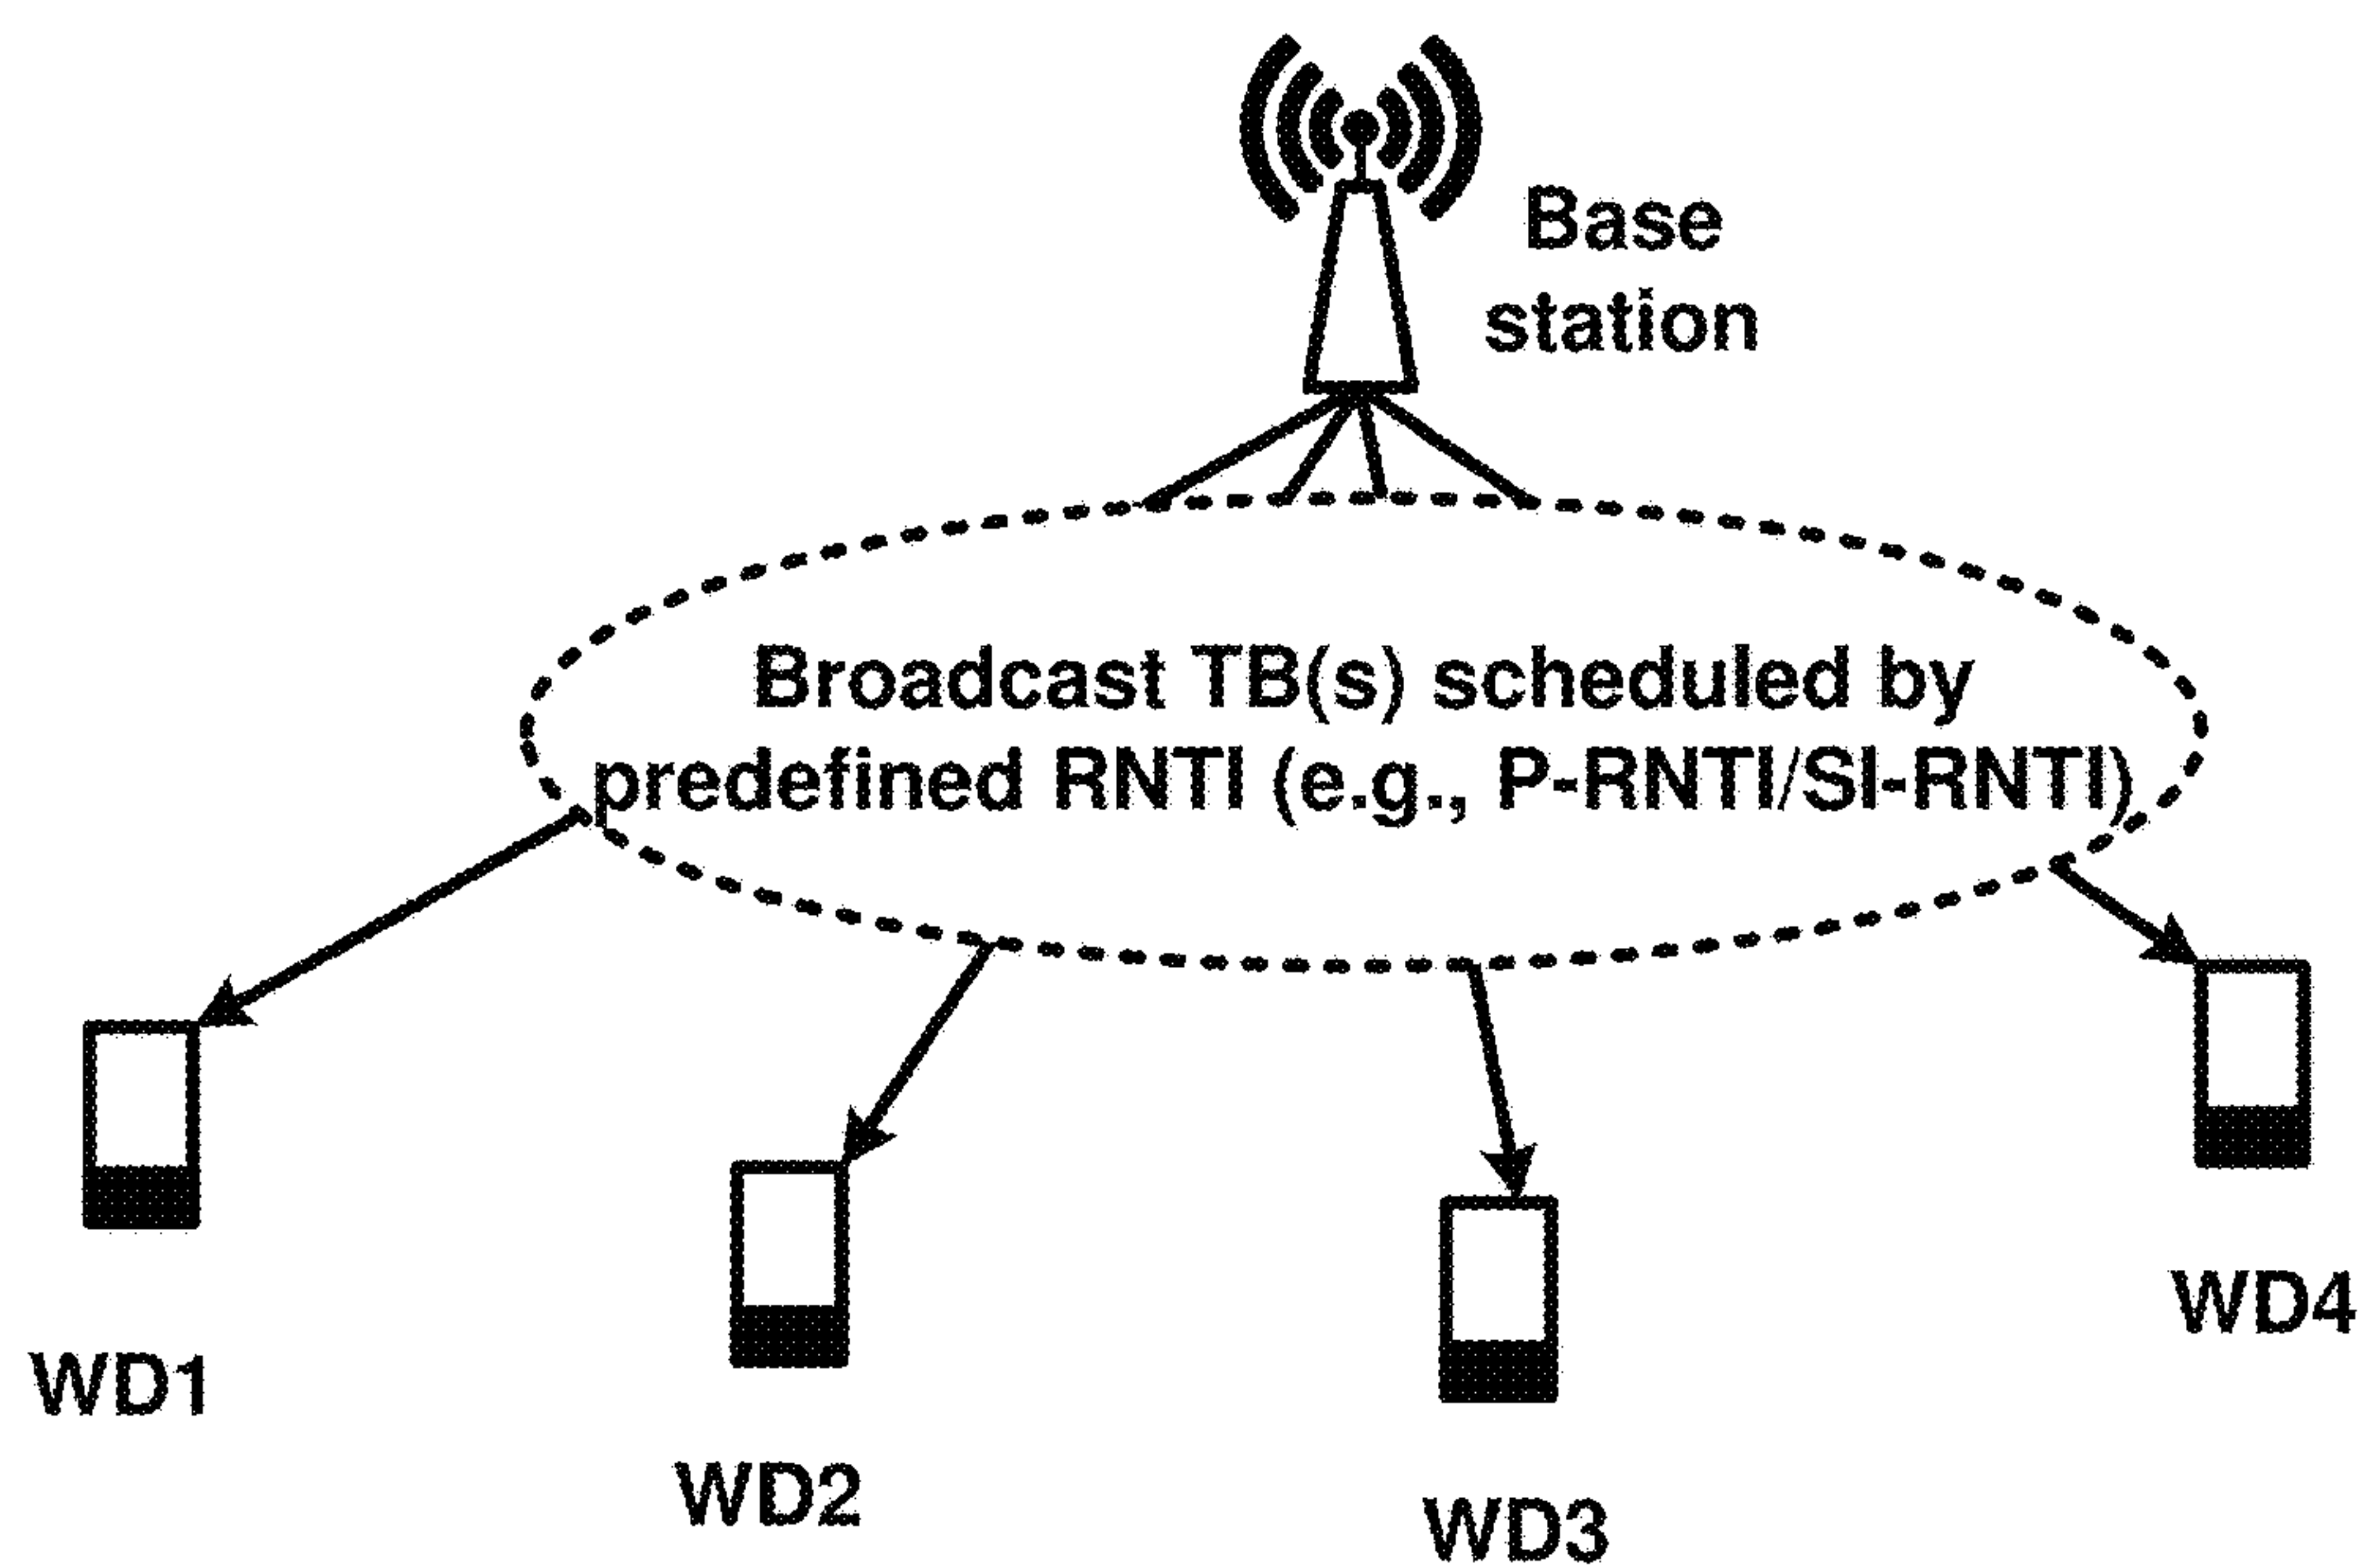 Base
station
Broadcast TB(s) scheduled by
predefined RNTI (e.g., P-RNTI/SI-RNTI)
WD1
WD2
WD3
WD4